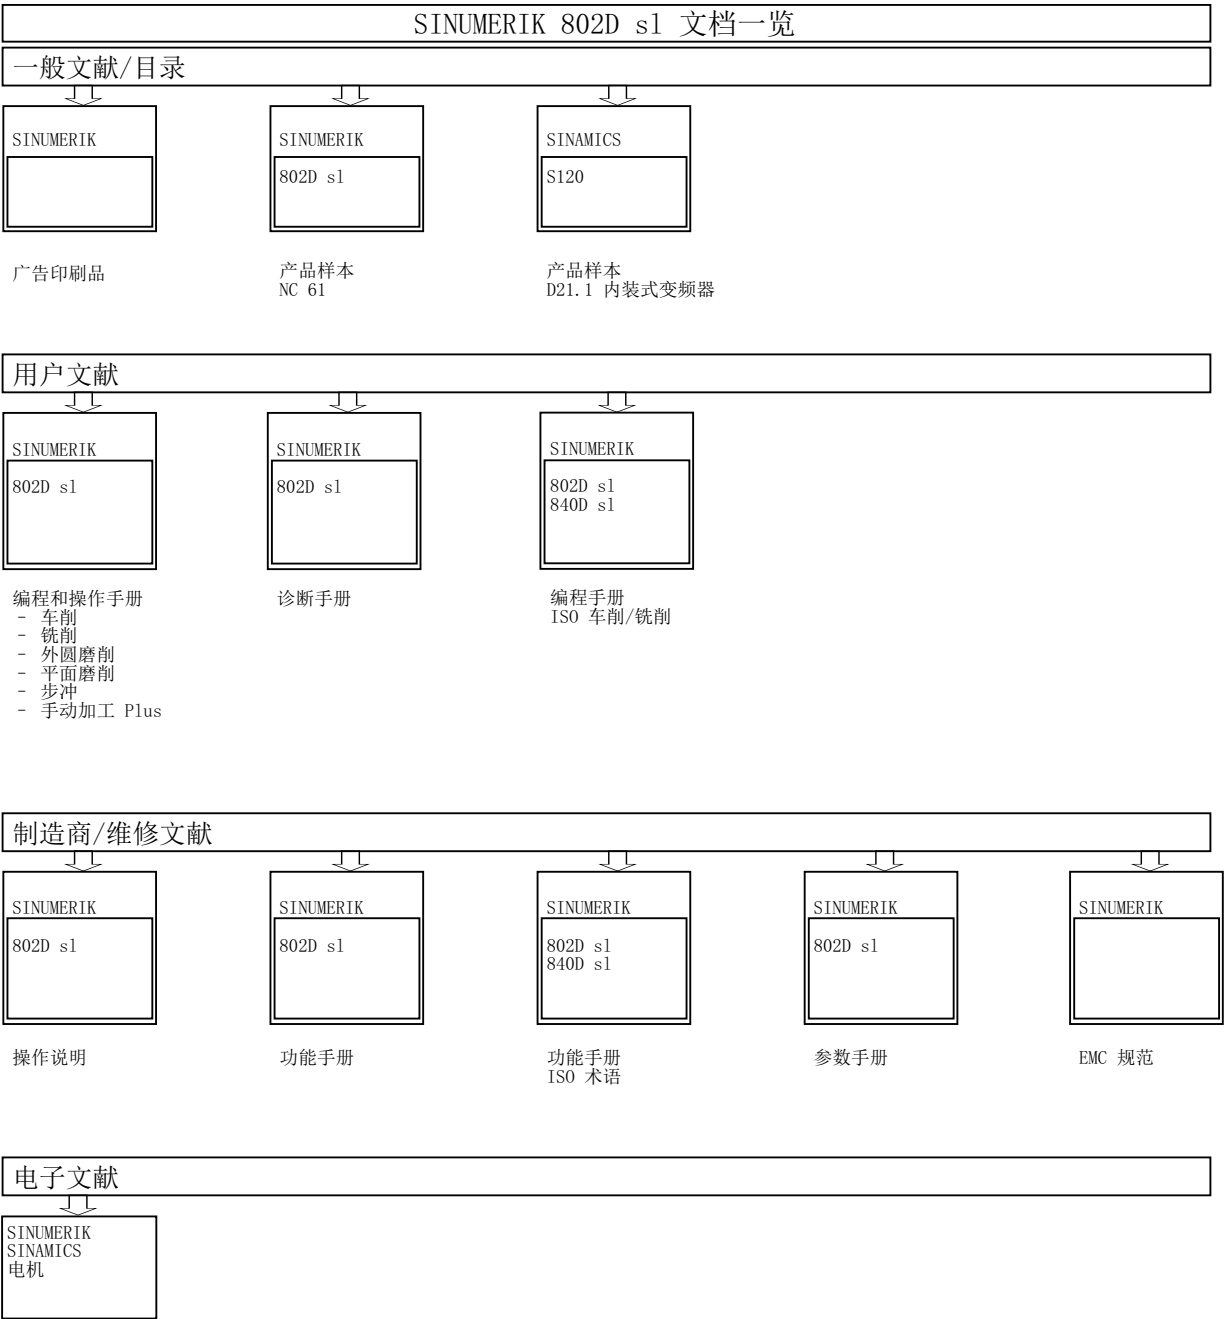 SINUMERIK 802D sl 文档一览
一般文献/目录
SINUMERIK
广告印刷品
SINUMERIK
802D sl
产品样本
NC 61
SINAMICS
S120
产品样本
D21.1 内装式变频器
用户文献
SINUMERIK
802D sl
编程和操作手册
- 车削
- 铣削
- 外圆磨削
- 平面磨削
- 步冲
- 手动加工 Plus
SINUMERIK
802D sl
诊断手册
SINUMERIK
802D sl
840D sl
编程手册
ISO 车削/铣削
制造商/维修文献
SINUMERIK
802D sl
操作说明
SINUMERIK
802D sl
功能手册
SINUMERIK
802D sl
840D sl
功能手册
ISO 术语
SINUMERIK
802D sl
参数手册
SINUMERIK
EMC 规范
电子文献
SINUMERIK
SINAMICS
电机